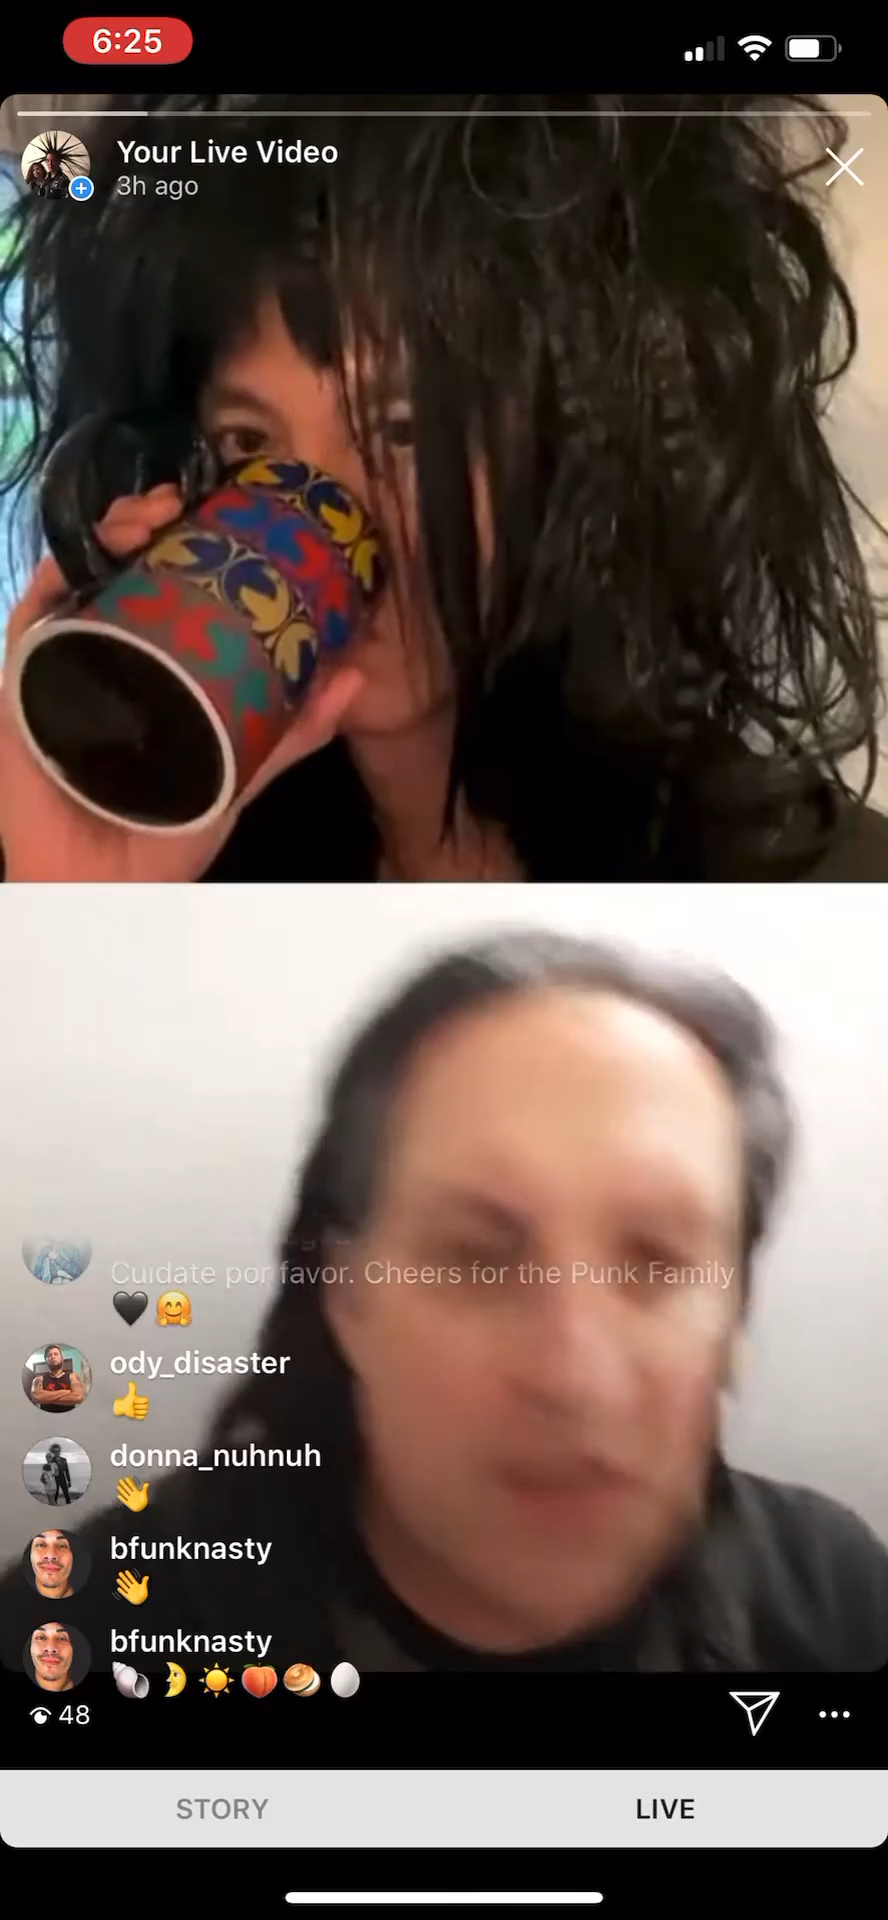 6:25
Your Live Video
3h ago
Cuidate por favor. Cheers for the Punk Family
🖤🤗
ody_disaster
👍
donna_nuhnuh
👋
bfunknasty
👋
bfunknasty
🐚🌛☀️🍑🥯🥚
48
STORY
LIVE